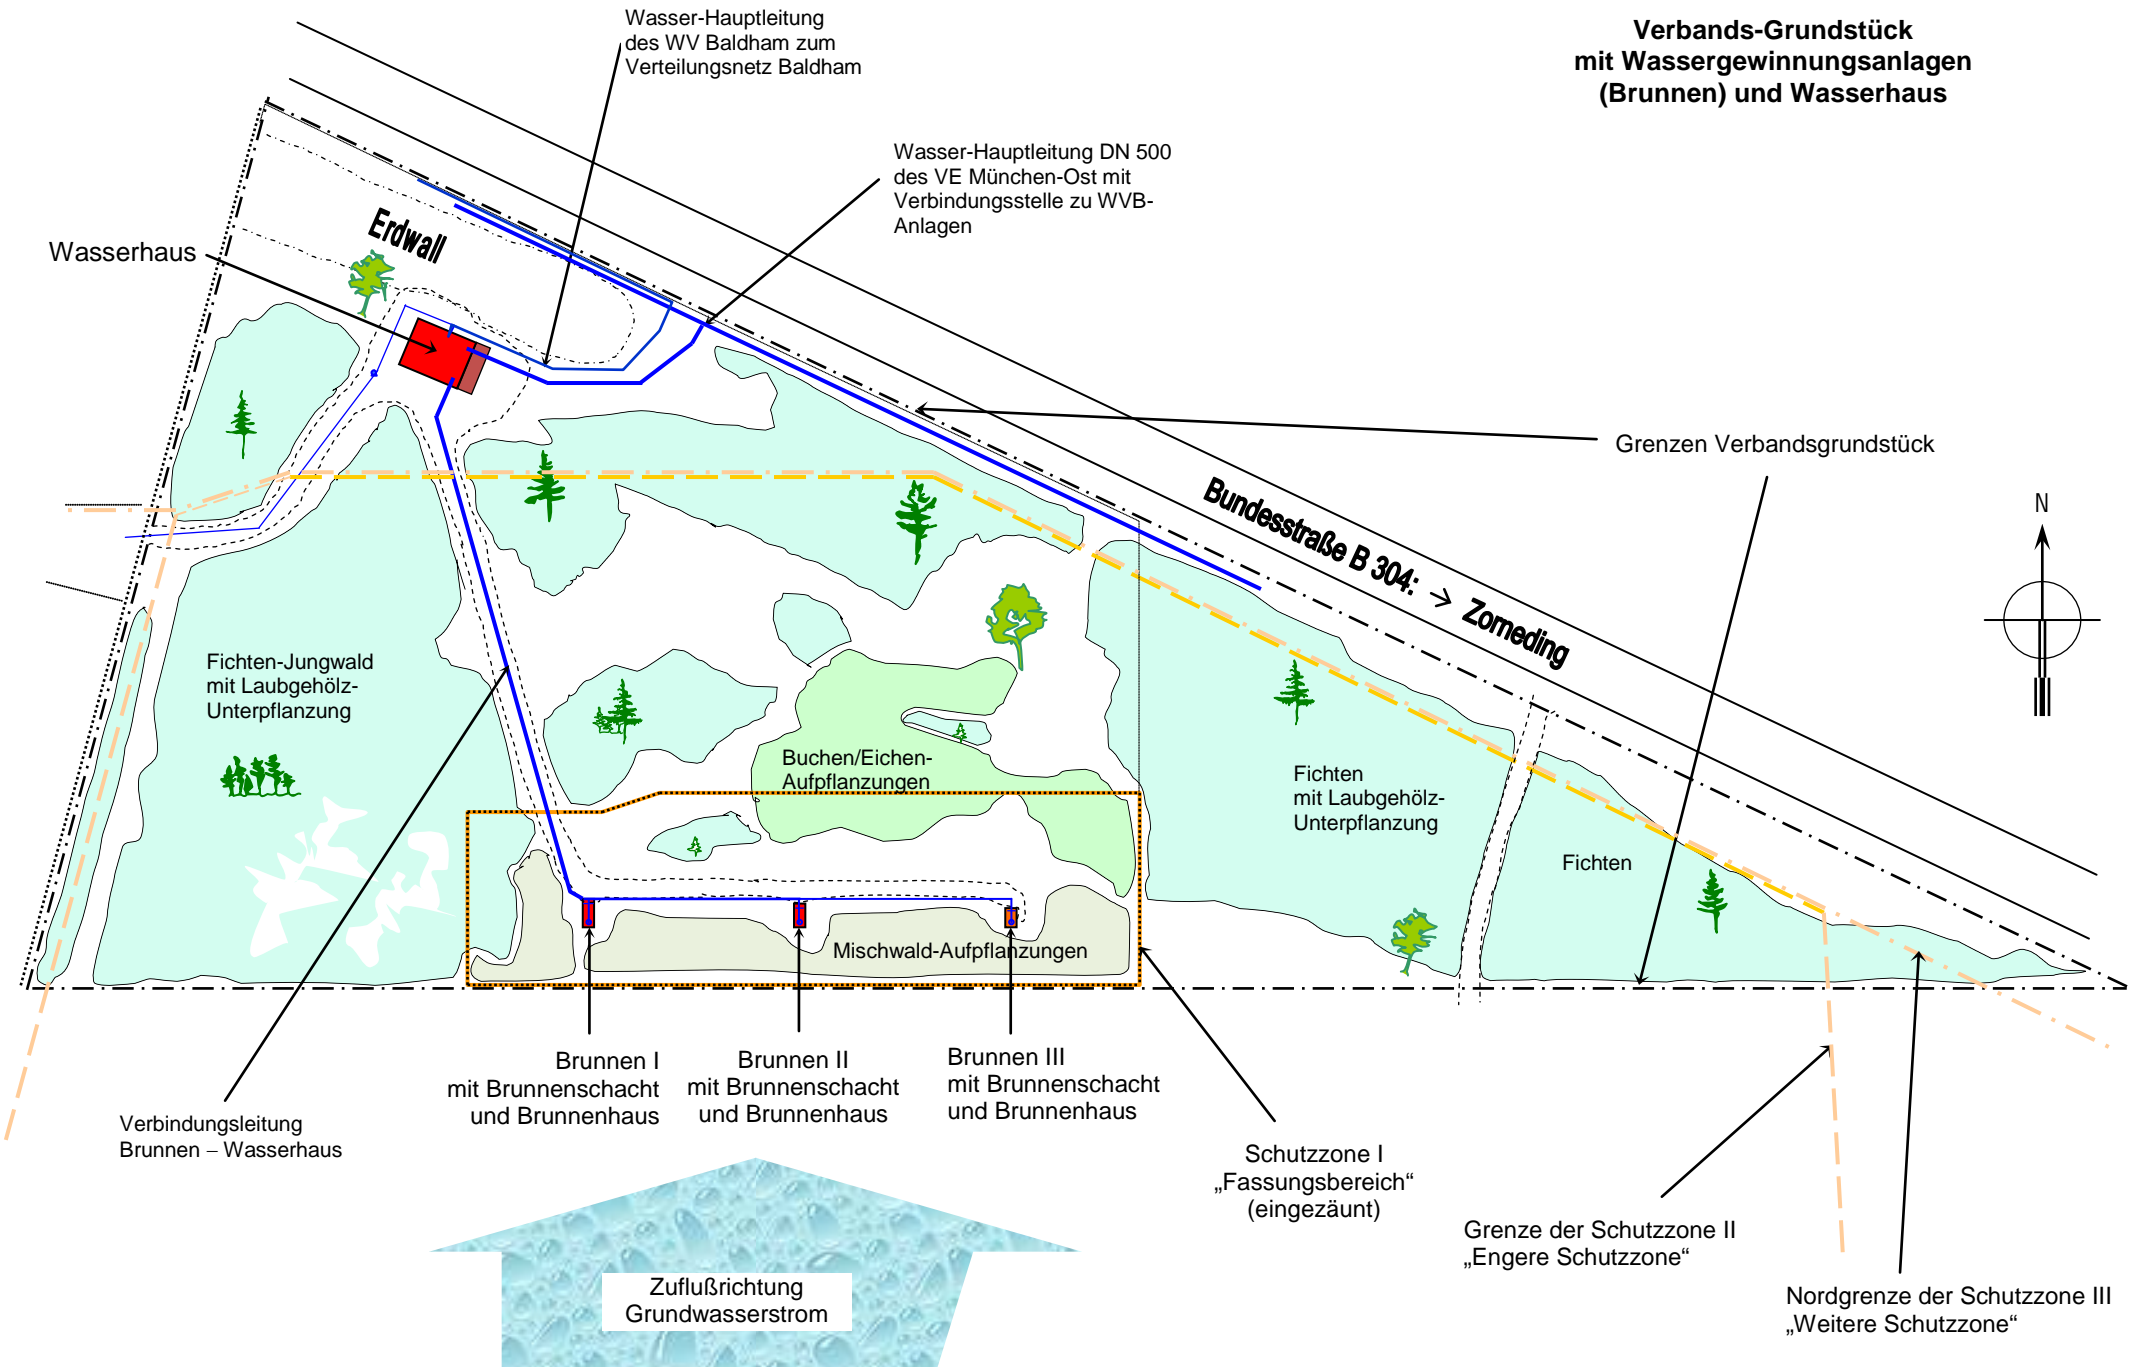 Wasser-Hauptleitung
des WV Baldham zum
Verteilungsnetz Baldham
Verbands-Grundstück
mit Wassergewinnungsanlagen
(Brunnen) und Wasserhaus
Wasser-Hauptleitung DN 500
des VE München-Ost mit
Verbindungsstelle zu WVB-
Anlagen
Erdwall
Wasserhaus
Grenzen Verbandsgrundstück
Bundesstraße B 304: → Zorneding
N
Fichten-Jungwald
mit Laubgehölz-
Unterpflanzung
Buchen/Eichen-
Aufpflanzungen
Fichten
mit Laubgehölz-
Unterpflanzung
Fichten
Mischwald-Aufpflanzungen
Brunnen I
mit Brunnenschacht
und Brunnenhaus
Brunnen II
mit Brunnenschacht
und Brunnenhaus
Brunnen III
mit Brunnenschacht
und Brunnenhaus
Verbindungsleitung
Brunnen – Wasserhaus
Schutzzone I
„Fassungsbereich“
(eingezäunt)
Grenze der Schutzzone II
„Engere Schutzzone“
Nordgrenze der Schutzzone III
„Weitere Schutzzone“
Zuflußrichtung
Grundwasserstrom